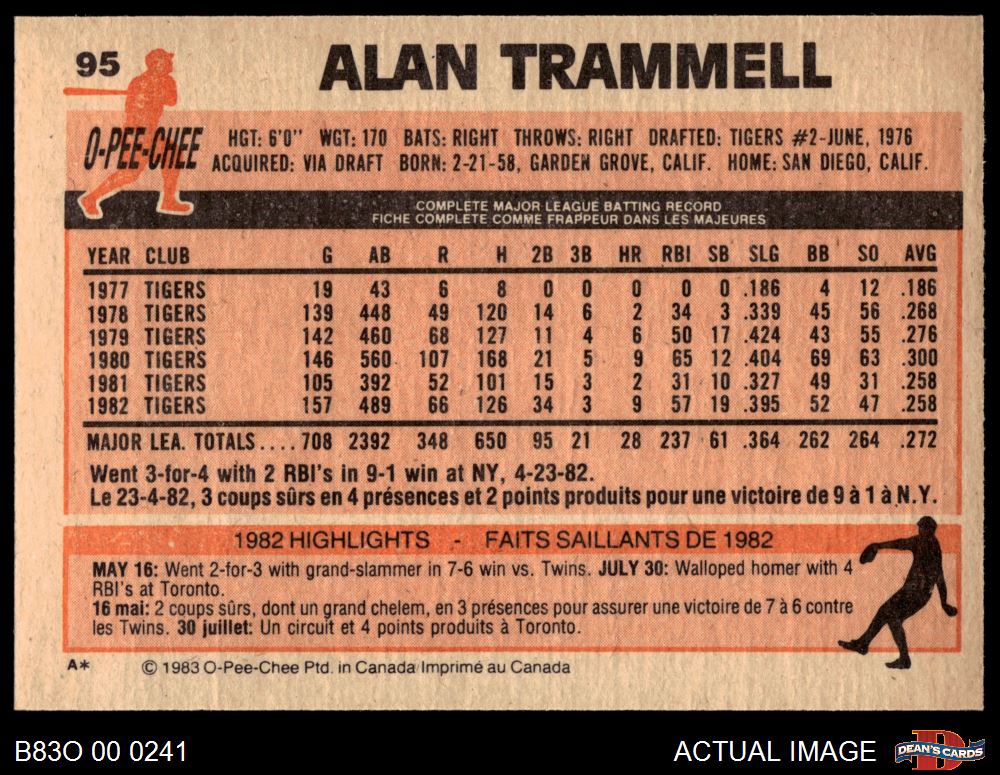 95
ALAN TRAMMELL
O-PEE-CHEE
HGT: 6'0" WGT: 170 BATS: RIGHT THROWS: RIGHT DRAFTED: TIGERS #2-JUNE, 1976
ACQUIRED: VIA DRAFT BORN: 2-21-58, GARDEN GROVE, CALIF. HOME: SAN DIEGO, CALIF.
COMPLETE MAJOR LEAGUE BATTING RECORD
FICHE COMPLÈTE COMME FRAPPEUR DANS LES MAJEURES
YEAR CLUB G AB R H 2B 3B HR RBI SB SLG BB SO AVG
1977 TIGERS 19 43 6 8 0 0 0 0 0 .186 4 12 .186
1978 TIGERS 139 448 49 120 14 6 2 34 3 .339 45 56 .268
1979 TIGERS 142 460 68 127 11 4 6 50 17 .424 43 55 .276
1980 TIGERS 146 560 107 168 21 5 9 65 12 .404 69 63 .300
1981 TIGERS 105 392 52 101 15 3 2 31 10 .327 49 31 .258
1982 TIGERS 157 489 66 126 34 3 9 57 19 .395 52 47 .258
MAJOR LEA. TOTALS....708 2392 348 650 95 21 28 237 61 .364 262 264 .272
Went 3-for-4 with 2 RBI's in 9-1 win at NY, 4-23-82.
Le 23-4-82, 3 coups sûrs en 4 présences et 2 points produits pour une victoire de 9 à 1 à N.Y.
1982 HIGHLIGHTS - FAITS SAILLANTS DE 1982
MAY 16: Went 2-for-3 with grand-slammer in 7-6 win vs. Twins. JULY 30: Walloped homer with 4
RBI's at Toronto.
16 mai: 2 coups sûrs, dont un grand chelem, en 3 présences pour assurer une victoire de 7 à 6 contre
les Twins. 30 juillet: Un circuit et 4 points produits à Toronto.
A* © 1983 O-Pee-Chee Ptd. in Canada/Imprimé au Canada
B83O 00 0241
ACTUAL IMAGE
DEAN'S CARDS